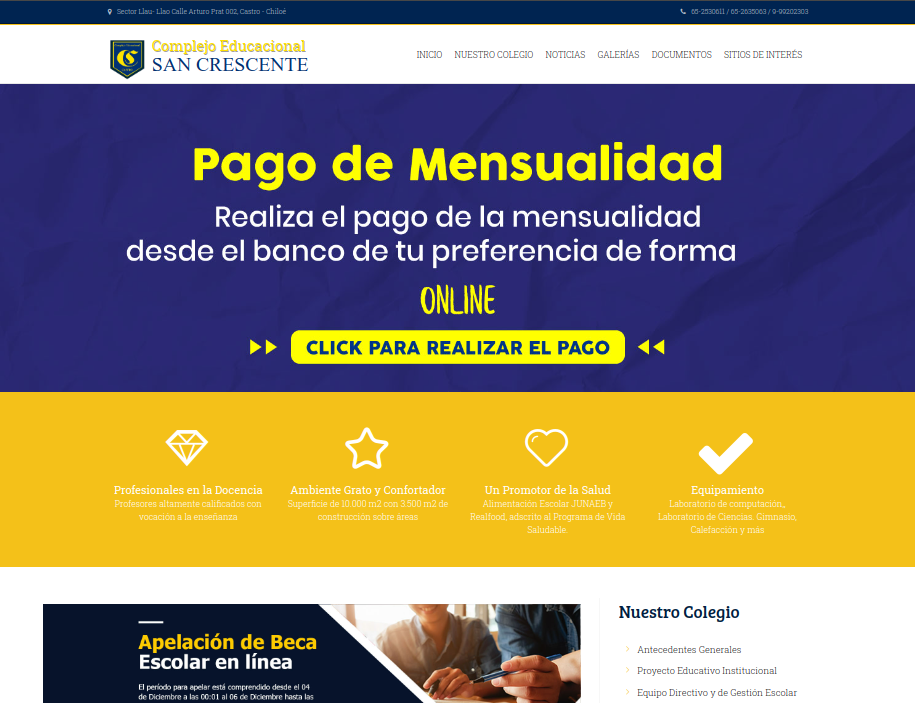 Sector Llau- Llao Calle Arturo Prat 002, Castro - Chiloé
65-2530611 / 65-2635063 / 9-99202303
Complejo Educacional
SAN CRESCENTE
INICIO NUESTRO COLEGIO NOTICIAS GALERÍAS DOCUMENTOS SITIOS DE INTERÉS
Pago de Mensualidad
Realiza el pago de la mensualidad
desde el banco de tu preferencia de forma
ONLINE
CLICK PARA REALIZAR EL PAGO
Profesionales en la Docencia
Profesores altamente calificados con
vocación a la enseñanza
Ambiente Grato y Confortador
Superficie de 10.000 m2 con 3.500 m2 de
construcción sobre áreas
Un Promotor de la Salud
Alimentación Escolar JUNAEB y
Realfood, adscrito al Programa de Vida
Saludable.
Equipamiento
Laboratorio de computación,,
Laboratorio de Ciencias. Gimnasio,
Calefacción y más
Apelación de Beca
Escolar en línea
El período para apelar está comprendido desde el 04
de Diciembre a las 00:01 al 06 de Diciembre hasta las
Nuestro Colegio
Antecedentes Generales
Proyecto Educativo Institucional
Equipo Directivo y de Gestión Escolar